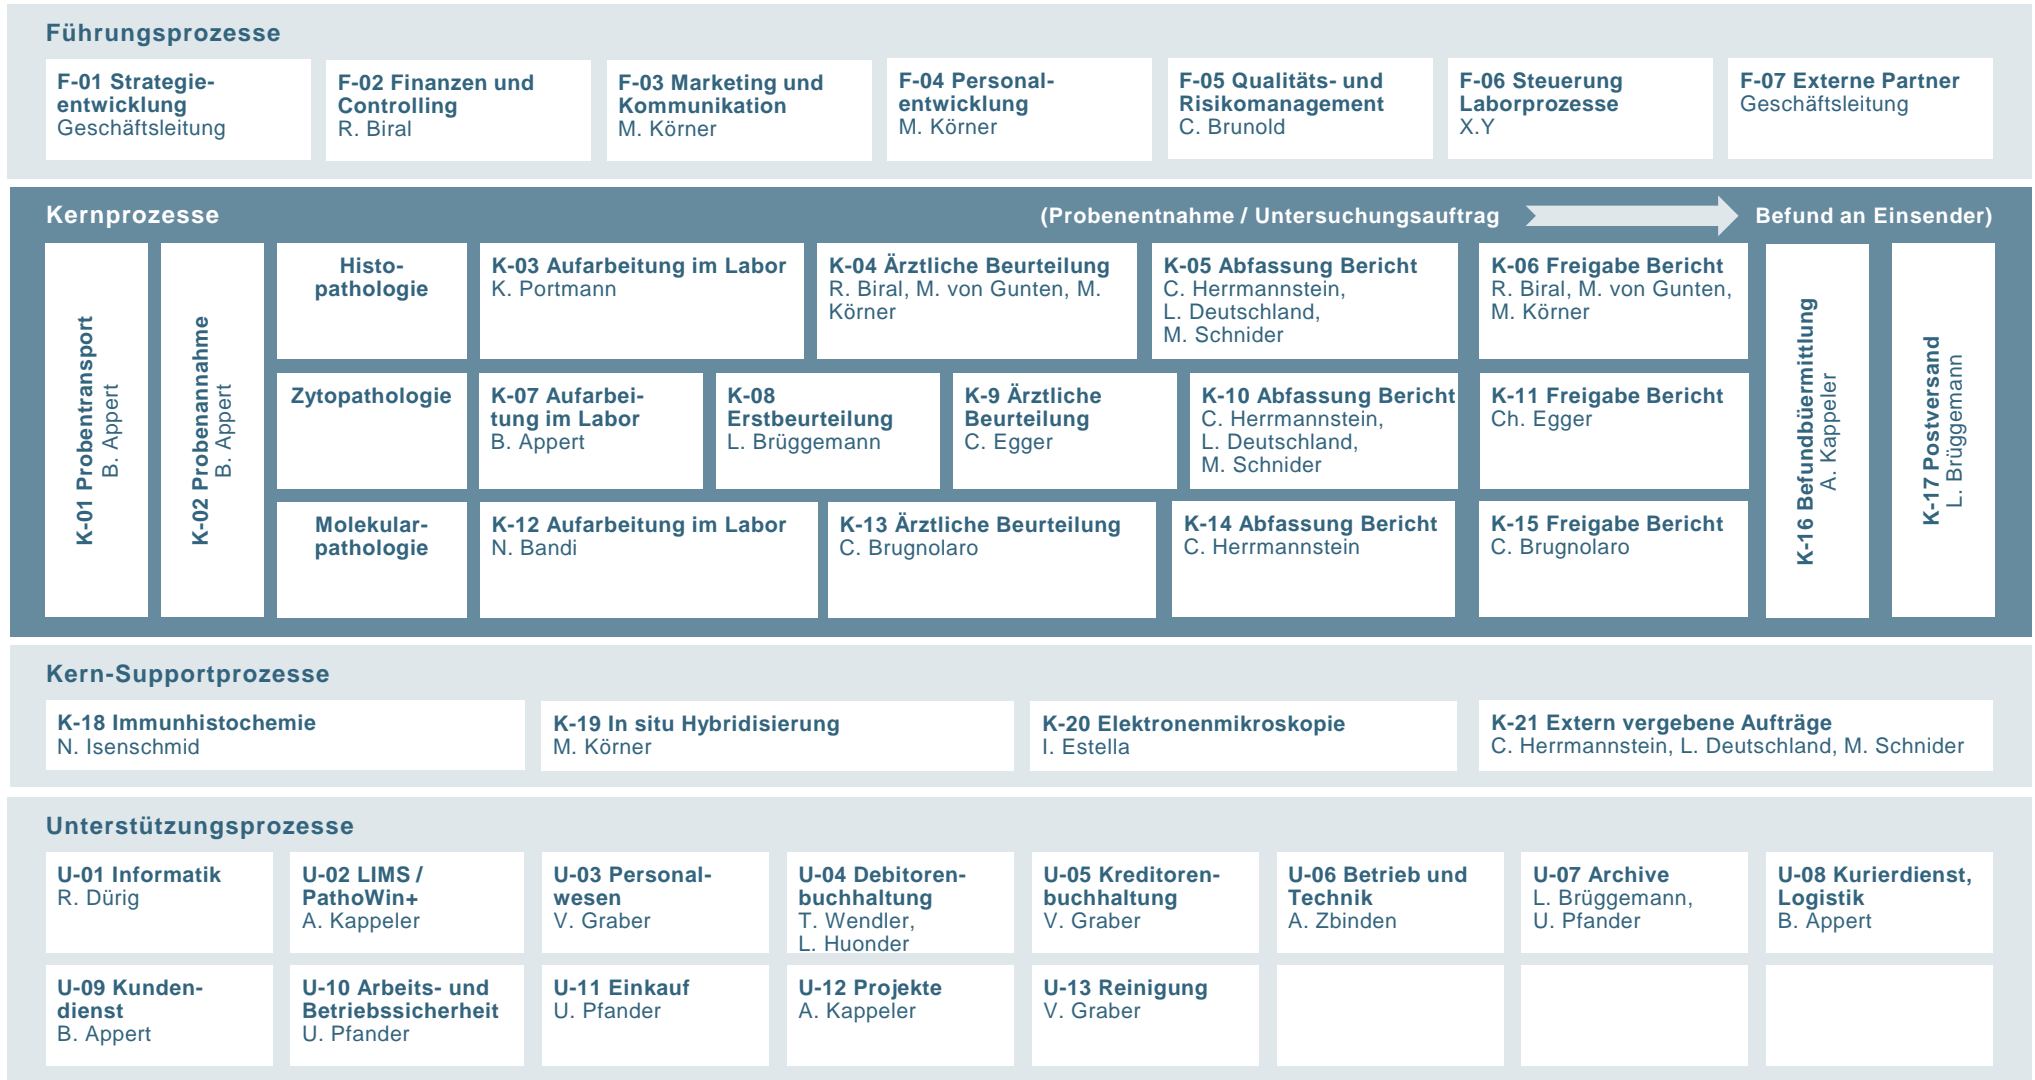 Führungsprozesse
F-01 Strategie-
entwicklung
Geschäftsleitung
F-02 Finanzen und
Controlling
R. Biral
F-03 Marketing und
Kommunikation
M. Körner
F-04 Personal-
entwicklung
M. Körner
F-05 Qualitäts- und
Risikomanagement
C. Brunold
F-06 Steuerung
Laborprozesse
X.Y
F-07 Externe Partner
Geschäftsleitung
Kernprozesse
(Probenentnahme / Untersuchungsauftrag
Befund an Einsender)
K-01 Probentransport
B. Appert
K-02 Probenannahme
B. Appert
Histo-
pathologie
K-03 Aufarbeitung im Labor
K. Portmann
K-04 Ärztliche Beurteilung
R. Biral, M. von Gunten, M.
Körner
K-05 Abfassung Bericht
C. Herrmannstein,
L. Deutschland,
M. Schnider
K-06 Freigabe Bericht
R. Biral, M. von Gunten,
M. Körner
Zytopathologie
K-07 Aufarbei-
tung im Labor
B. Appert
K-08
Erstbeurteilung
L. Brüggemann
K-9 Ärztliche
Beurteilung
C. Egger
K-10 Abfassung Bericht
C. Herrmannstein,
L. Deutschland,
M. Schnider
K-11 Freigabe Bericht
Ch. Egger
Molekular-
pathologie
K-12 Aufarbeitung im Labor
N. Bandi
K-13 Ärztliche Beurteilung
C. Brugnolaro
K-14 Abfassung Bericht
C. Herrmannstein
K-15 Freigabe Bericht
C. Brugnolaro
K-16 Befundbüermittlung
A. Kappeler
K-17 Postversand
L. Brüggemann
Kern-Supportprozesse
K-18 Immunhistochemie
N. Isenschmid
K-19 In situ Hybridisierung
M. Körner
K-20 Elektronenmikroskopie
I. Estella
K-21 Extern vergebene Aufträge
C. Herrmannstein, L. Deutschland, M. Schnider
Unterstützungsprozesse
U-01 Informatik
R. Dürig
U-02 LIMS /
PathoWin+
A. Kappeler
U-03 Personal-
wesen
V. Graber
U-04 Debitoren-
buchhaltung
T. Wendler,
L. Huonder
U-05 Kreditoren-
buchhaltung
V. Graber
U-06 Betrieb und
Technik
A. Zbinden
U-07 Archive
L. Brüggemann,
U. Pfander
U-08 Kurierdienst,
Logistik
B. Appert
U-09 Kunden-
dienst
B. Appert
U-10 Arbeits- und
Betriebssicherheit
U. Pfander
U-11 Einkauf
U. Pfander
U-12 Projekte
A. Kappeler
U-13 Reinigung
V. Graber